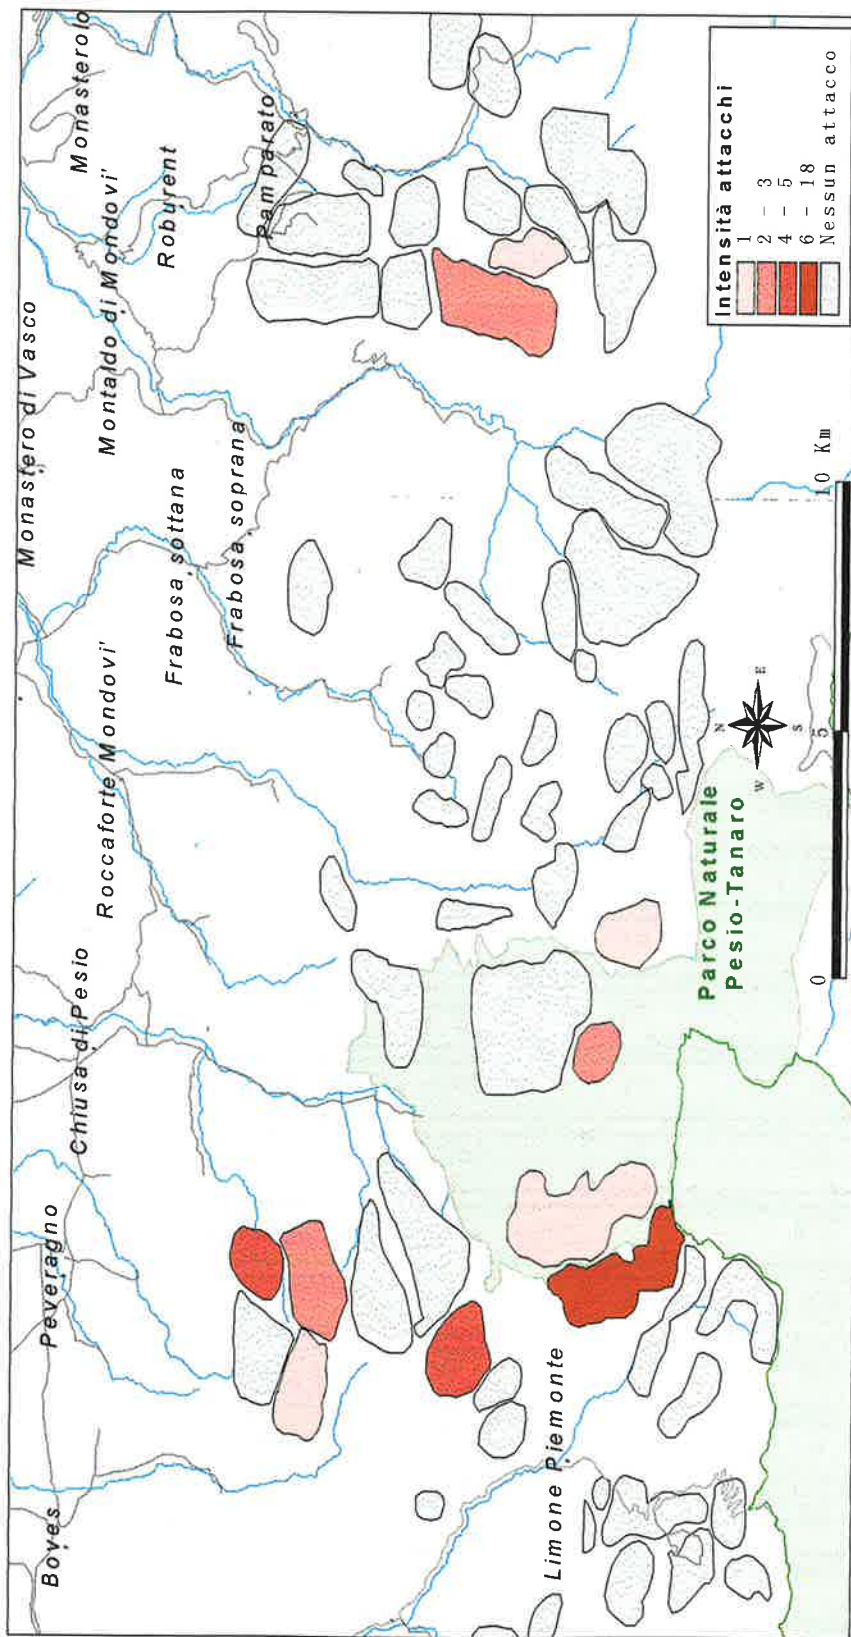 Boves
Peveragno
Chiusa di Pesio
Roccaforte Mondovi'
Monastero di Vasco
Montaldo di Mondovi'
Monasterolo
Frabosa sottana
Frabosa soprana
Roburent
Pamparato
Limone Piemonte
Parco Naturale
Pesio-Tanaro
N
W
E
S
0
5
10 Km
Intensità attacchi
1
2 - 3
4 - 5
6 - 18
Nessun attacco